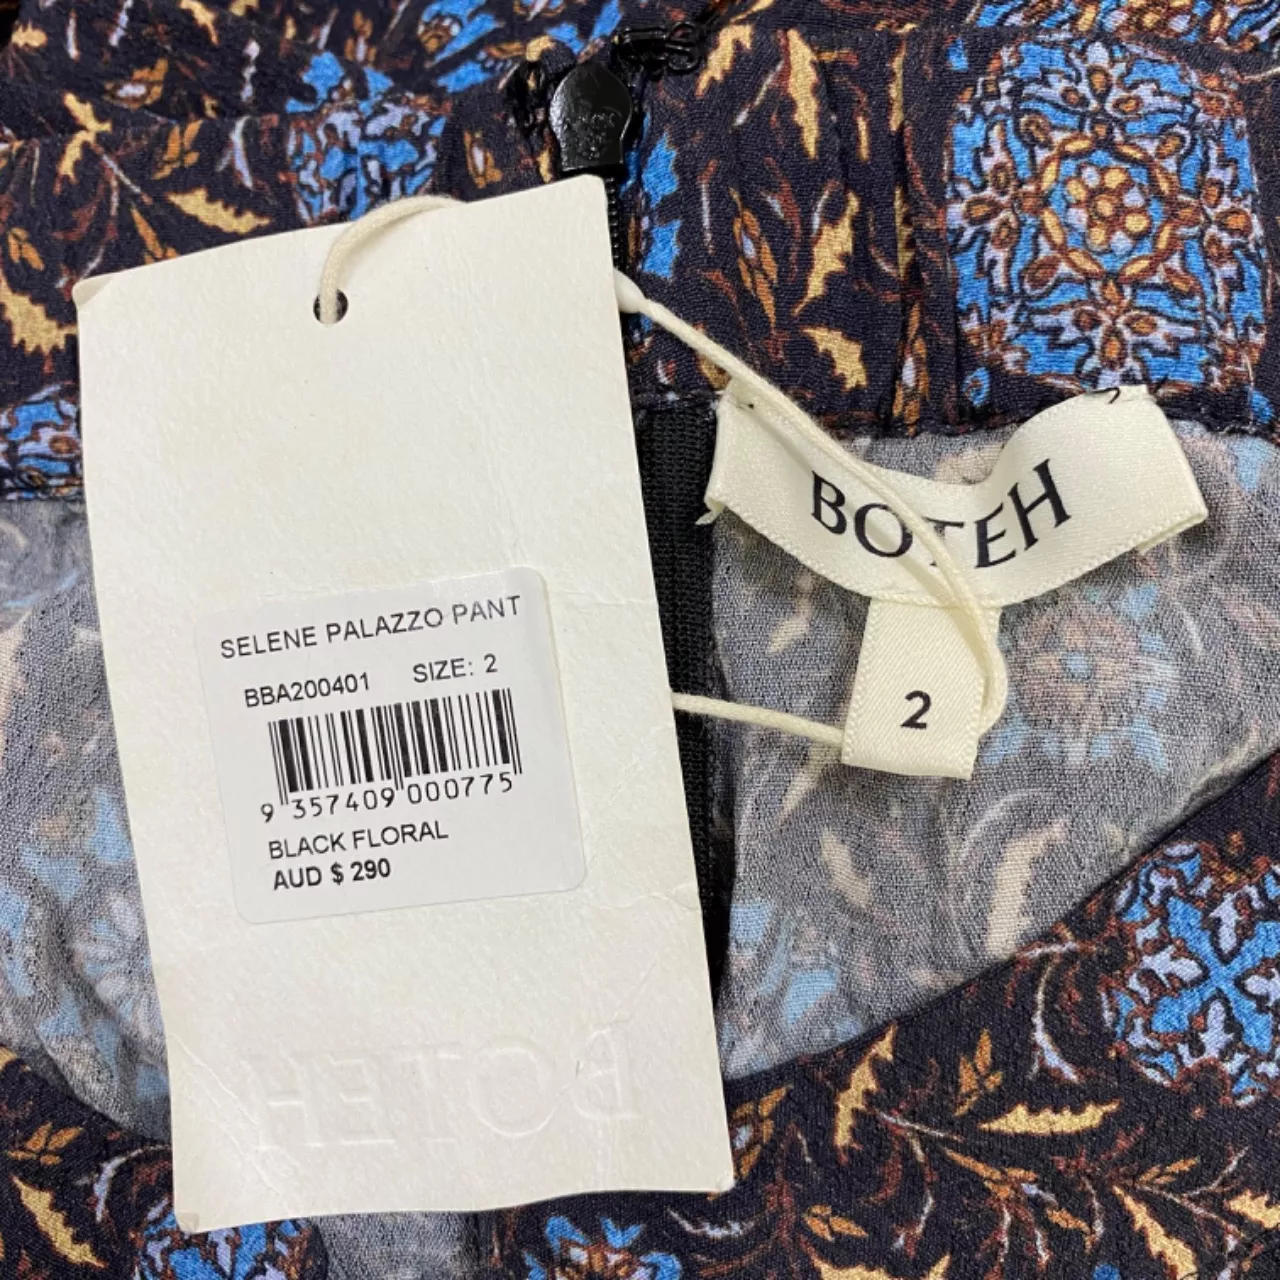 SELENE PALAZZO PANT
BBA200401 SIZE: 2
9 357409 000775
BLACK FLORAL
AUD $ 290
BOTEH
BOTEH
2